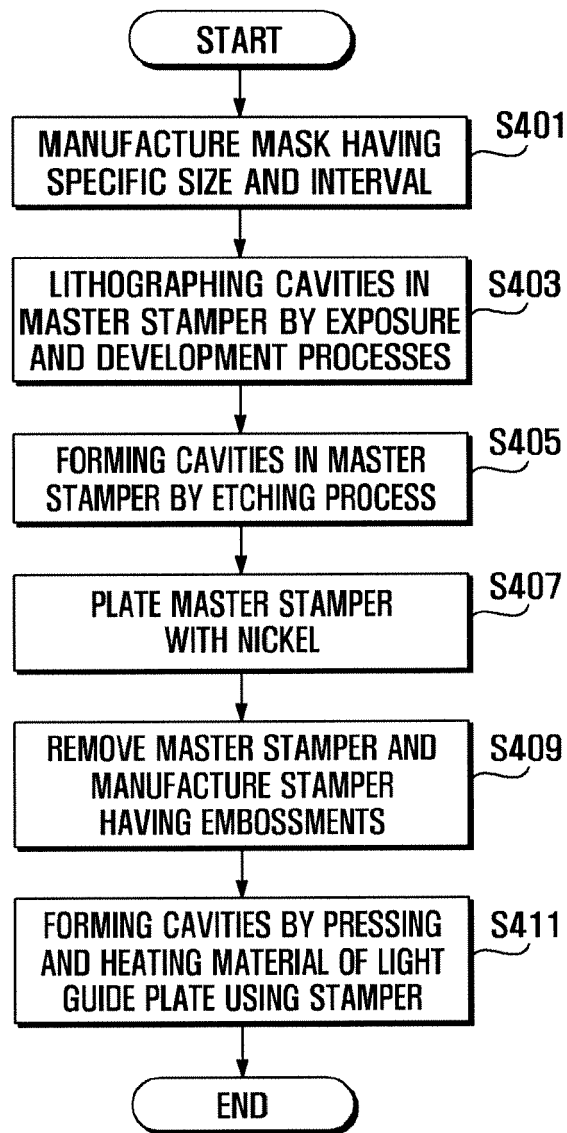 START
MANUFACTURE MASK HAVING
SPECIFIC SIZE AND INTERVAL
S401
LITHOGRAPHING CAVITIES IN
MASTER STAMPER BY EXPOSURE
AND DEVELOPMENT PROCESSES
S403
FORMING CAVITIES IN MASTER
STAMPER BY ETCHING PROCESS
S405
PLATE MASTER STAMPER
WITH NICKEL
S407
REMOVE MASTER STAMPER AND
MANUFACTURE STAMPER
HAVING EMBOSSMENTS
S409
FORMING CAVITIES BY PRESSING
AND HEATING MATERIAL OF LIGHT
GUIDE PLATE USING STAMPER
S411
END